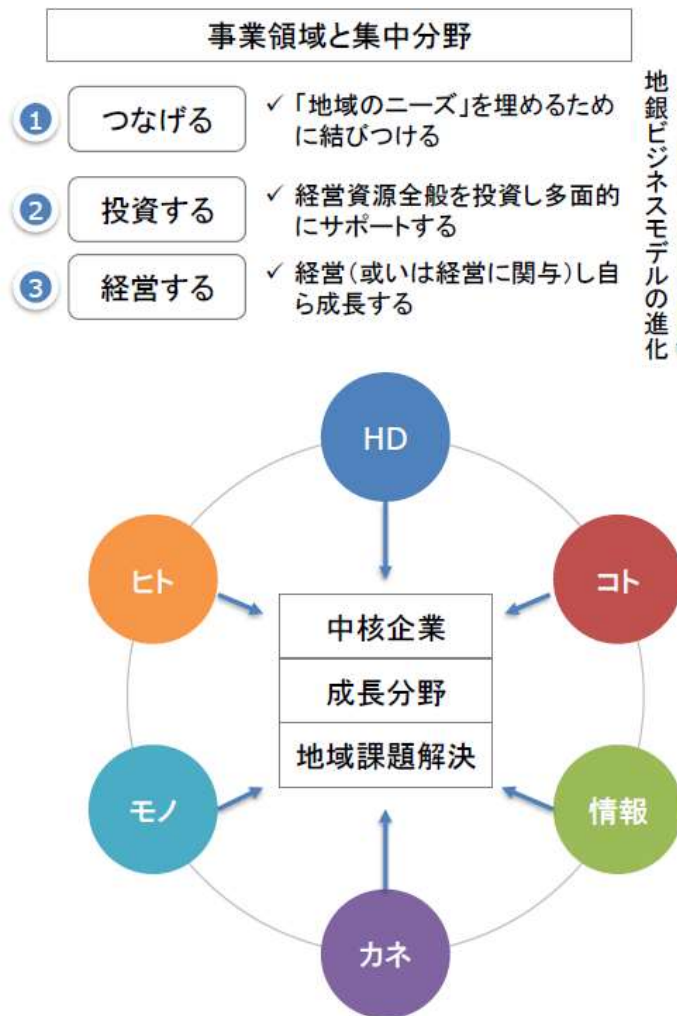 事業領域と集中分野
1 つなげる ✓ 「地域のニーズ」を埋めるため
に結びつける
2 投資する ✓ 経営資源全般を投資し多面的
にサポートする
3 経営する ✓ 経営(或いは経営に関与)し自
ら成長する
地銀ビジネスモデルの進化
HD
ヒト
コト
中核企業
成長分野
地域課題解決
モノ
情報
カネ